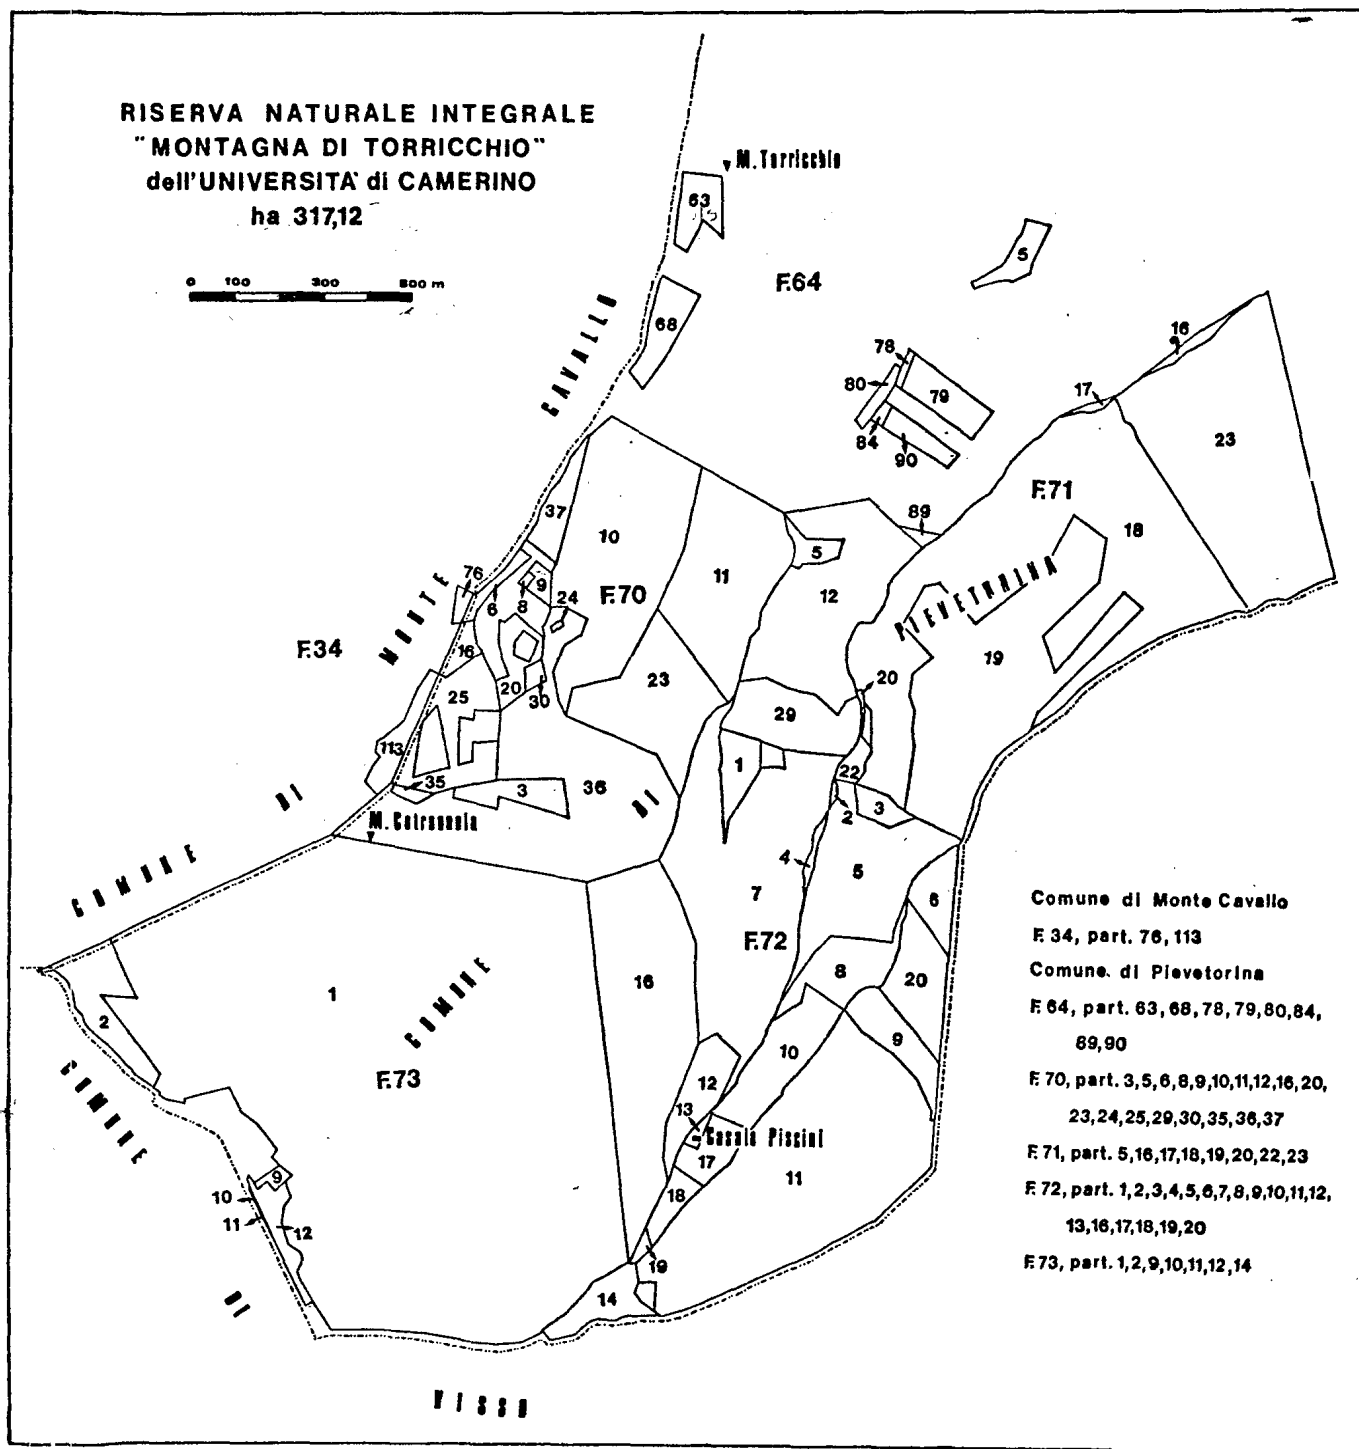 RISERVA NATURALE INTEGRALE
"MONTAGNA DI TORRICCHIO"
dell'UNIVERSITA' di CAMERINO
ha 317,12
0 100 300 500 m
M. Torricchio
63
5
F.64
68
16
CAVALLO
78
80
79
17
84
90
23
F.71
37
10
89
18
5
11
12
76
9
24
6
8
F.70
PIEVETORINA
MONTE
F.34
16
19
25
20
30
23
20
29
113
1
22
35
3
36
DI
DI
2
3
M. Cetrognola
4
5
COMUNE
7
6
F.72
8
20
1
16
2
COMUNE
10
9
F.73
12
COMUNE
13
Casale Piscini
17
11
9
18
10
11
12
19
DI
14
VISSO
Comune di Monte Cavallo
F. 34, part. 76, 113
Comune di Pievetorina
F. 64, part. 63, 68, 78, 79, 80, 84,
89,90
F. 70, part. 3,5,6,8,9,10,11,12,16,20,
23,24,25,29,30,35,36,37
F. 71, part. 5,16,17,18,19,20,22,23
F. 72, part. 1,2,3,4,5,6,7,8,9,10,11,12,
13,16,17,18,19,20
F. 73, part. 1,2,9,10,11,12,14